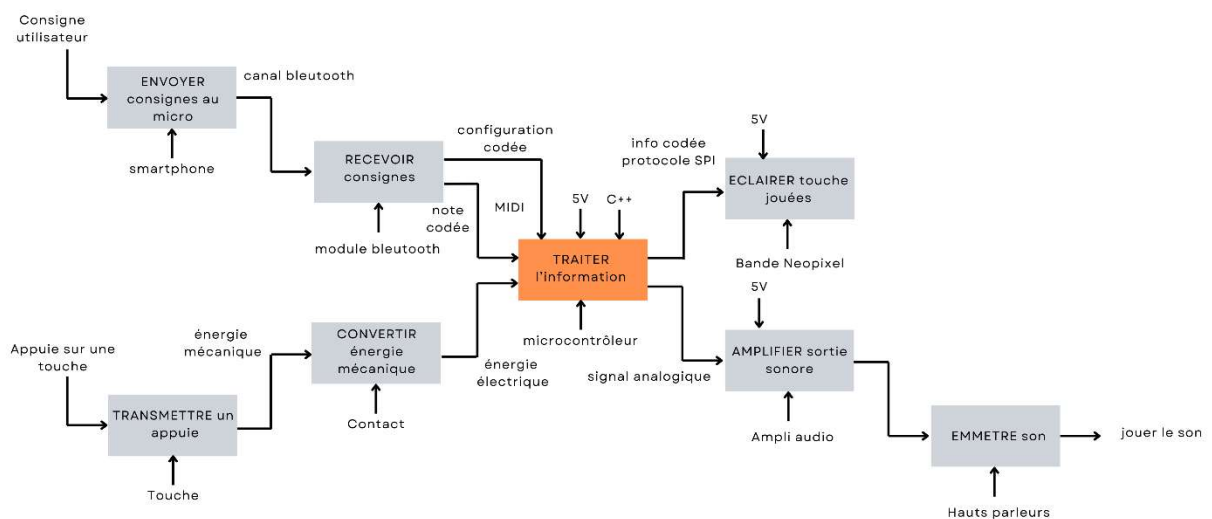 Consigne
utilisateur
ENVOYER
consignes au
micro
canal bleutooth
smartphone
RECEVOIR
consignes
module bleutooth
configuration
codée
note
codée
MIDI
5V
C++
TRAITER
l'information
microcontrôleur
info codée
protocole SPI
5V
ECLAIRER touche
jouées
Bande Neopixel
Appuie sur une
touche
TRANSMETTRE un
appuie
Touche
énergie
mécanique
CONVERTIR
énergie
mécanique
Contact
énergie
électrique
signal analogique
5V
AMPLIFIER sortie
sonore
Ampli audio
EMMETRE son
Hauts parleurs
jouer le son